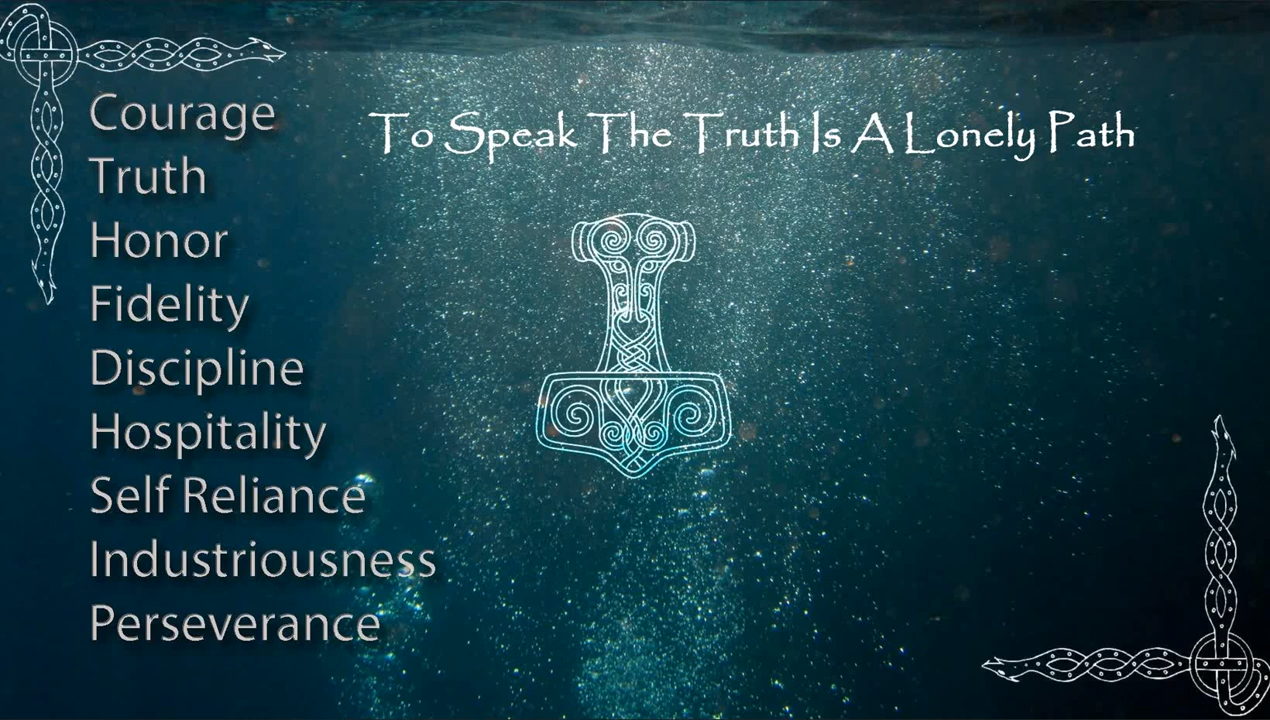 To Speak The Truth Is A Lonely Path
Courage
Truth
Honor
Fidelity
Discipline
Hospitality
Self Reliance
Industriousness
Perseverance